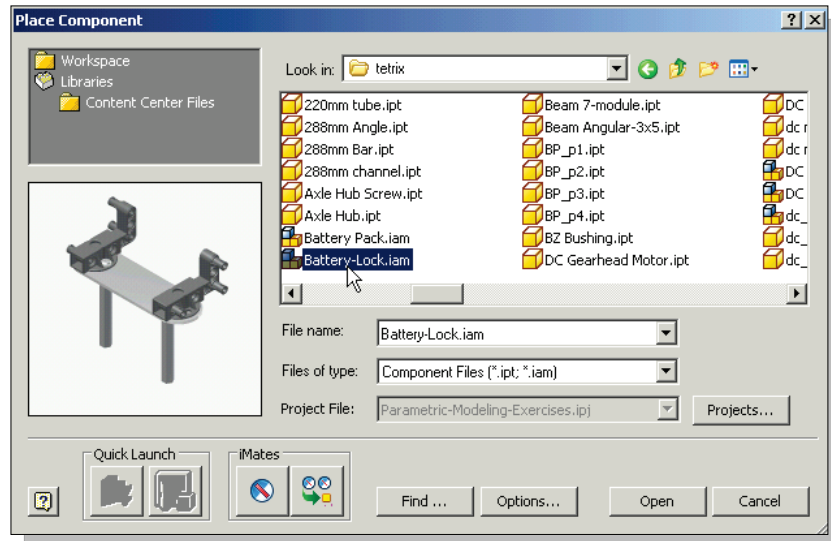 Place Component
Workspace
Libraries
Content Center Files
Look in: tetrix
220mm tube.ipt
288mm Angle.ipt
288mm Bar.ipt
288mm channel.ipt
Axle Hub Screw.ipt
Axle Hub.ipt
Battery Pack.iam
Battery-Lock.iam
Beam 7-module.ipt
Beam Angular-3x5.ipt
BP_p1.ipt
BP_p2.ipt
BP_p3.ipt
BP_p4.ipt
BZ Bushing.ipt
DC Gearhead Motor.ipt
DC
dc r
dc r
DC
DC
dc_
dc_
dc_
File name: Battery-Lock.iam
Files of type: Component Files (*.ipt; *.iam)
Project File: Parametric-Modeling-Exercises.ipj Projects...
Quick Launch iMates
Find ... Options... Open Cancel